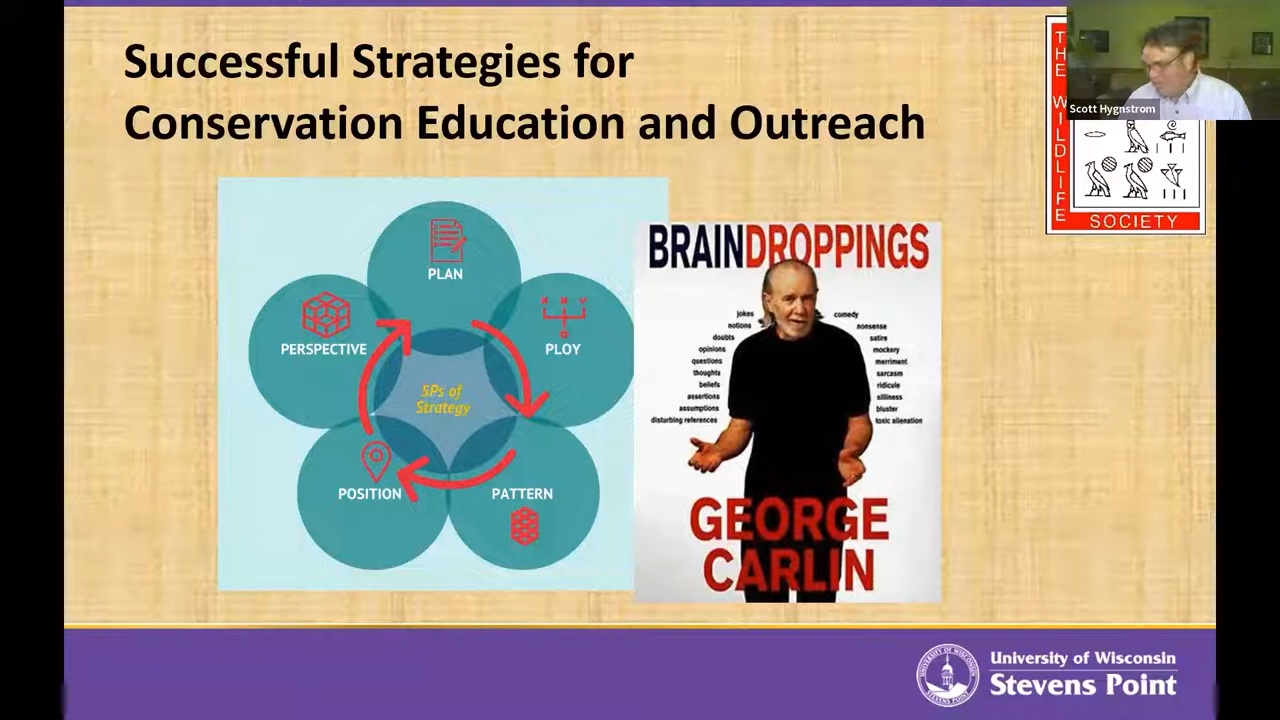 Successful Strategies for
Conservation Education and Outreach
THE WILDLIFE
SOCIETY
Scott Hygnstrom
PLAN
PERSPECTIVE
PLOY
5Ps of
Strategy
POSITION
PATTERN
BRAINDROPPINGS
jokes
notions
doubts
opinions
questions
thoughts
beliefs
assertions
assumptions
disturbing references
comedy
nonsense
satire
mockery
merriment
sarcasm
ridicule
silliness
bluster
toxic alienation
GEORGE
CARLIN
University of Wisconsin
Stevens Point